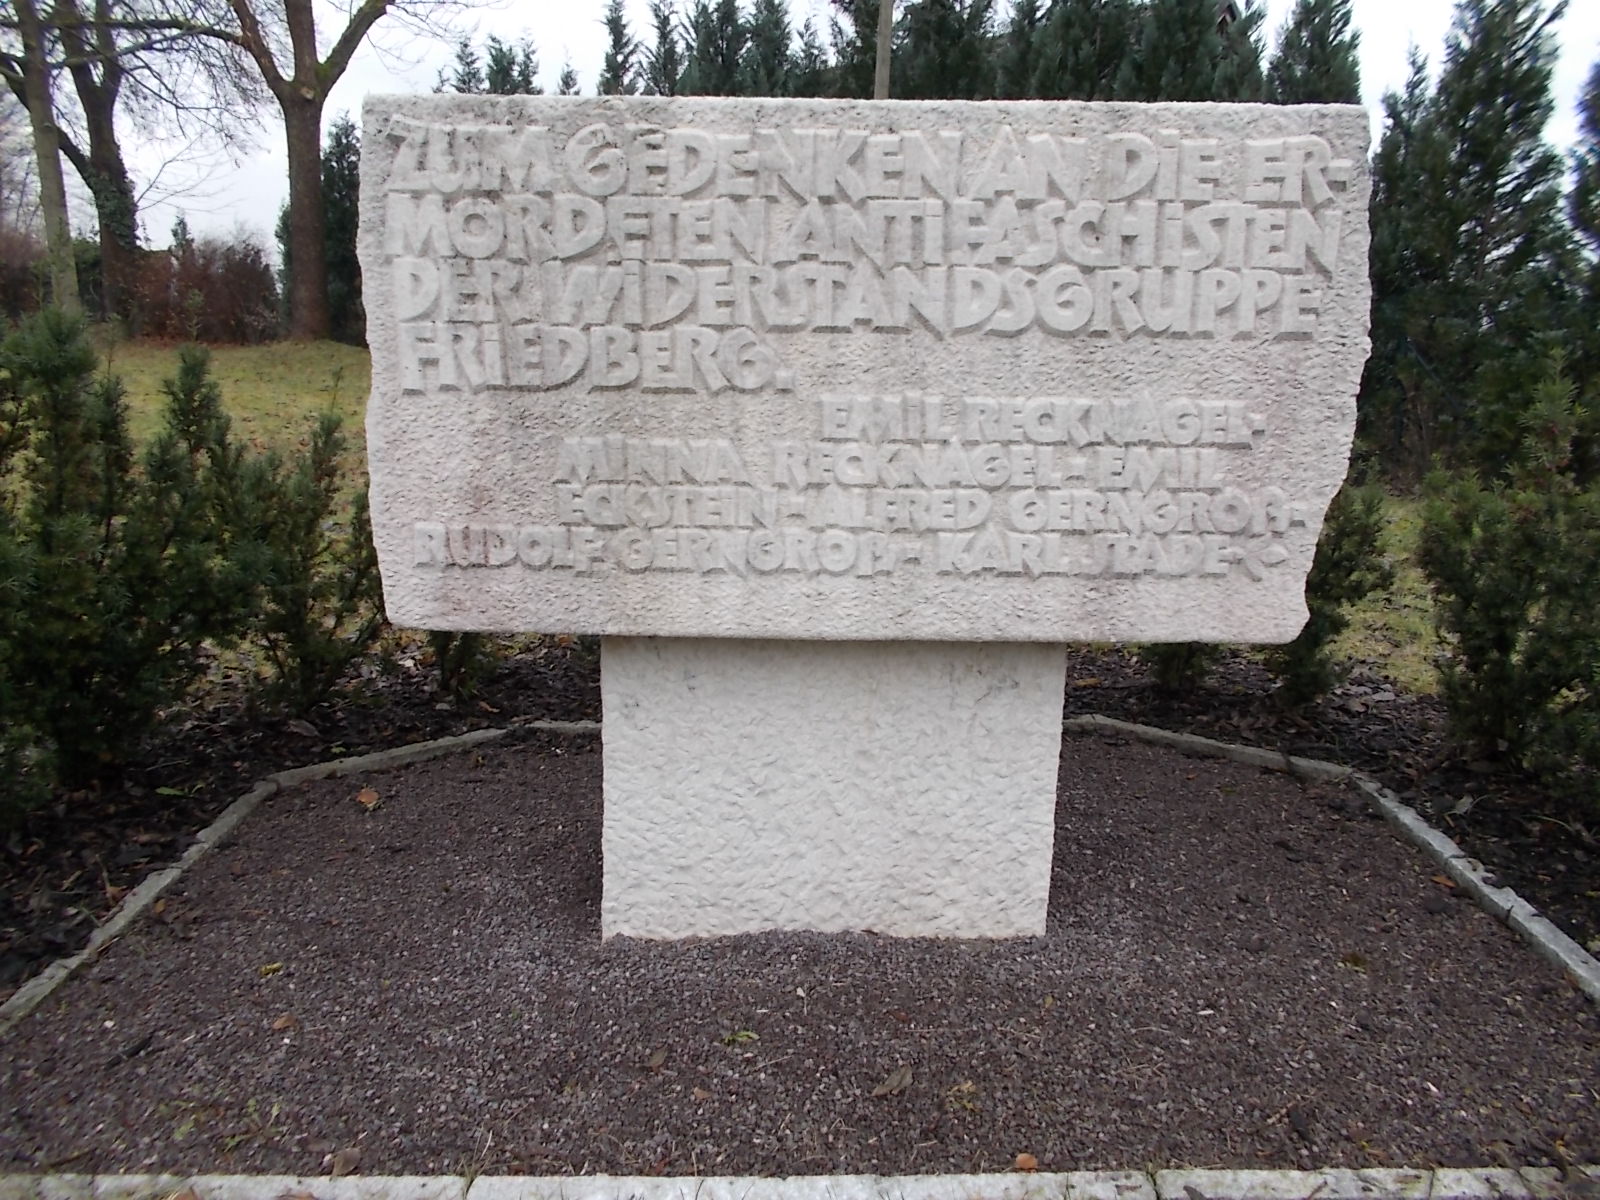 ZUM GEDENKEN AN DIE ER-
MORDETEN ANTIFASCHISTEN
DER WIDERSTANDSGRUPPE
FRIEDBERG.
EMIL RECKNAGEL-
MINNA RECKNAGEL-EMIL
ECKSTEIN-ALFRED GERNGROß-
RUDOLF GERNGROß-KARL STADE